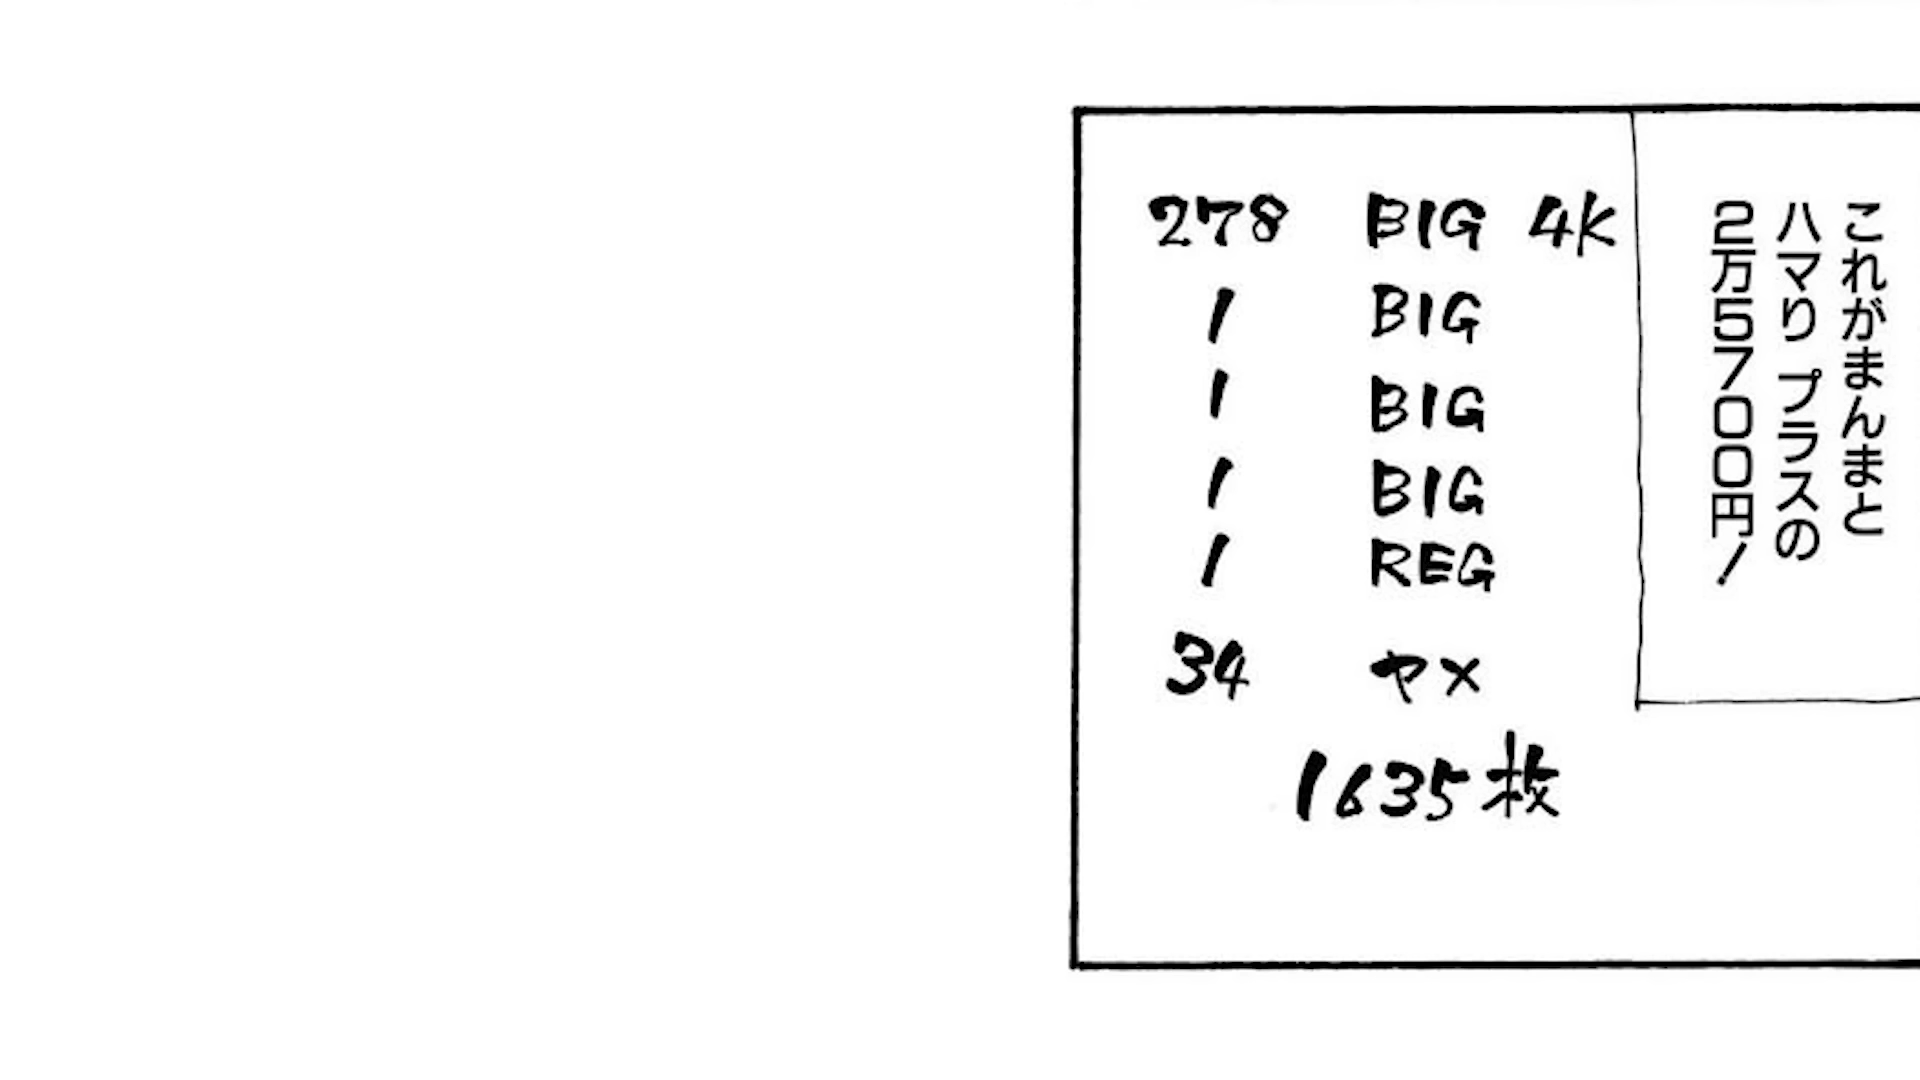 これがまんまと
ハマり プラスの
2万5700円！
278 BIG 4K
1 BIG
1 BIG
1 BIG
1 REG
34 ヤメ
1635枚